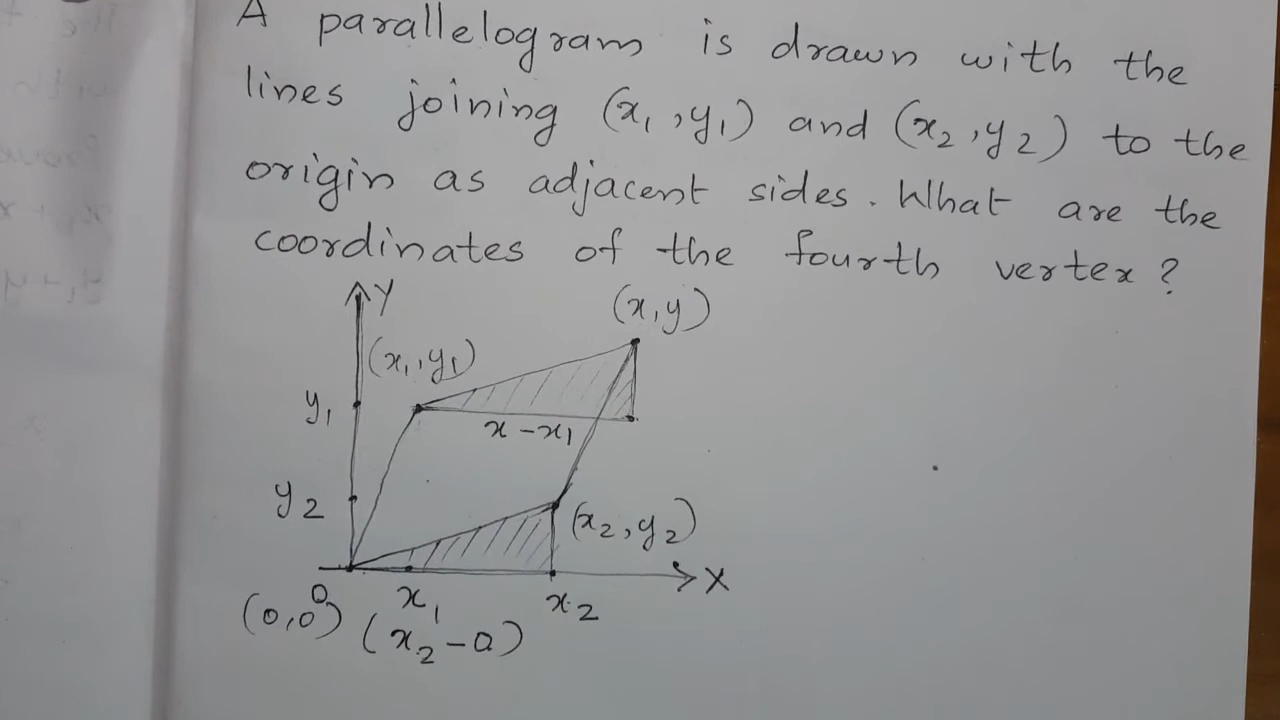 A parallelogram is drawn with the
lines joining (x₁,y₁) and (x₂,y₂) to the
origin as adjacent sides. What are the
coordinates of the fourth vertex?
Y
(x,y)
(x₁,y₁)
y₁
x-x₁
y₂
(x₂,y₂)
X
0
x₁
x₂
(0,0)
(x₂-0)